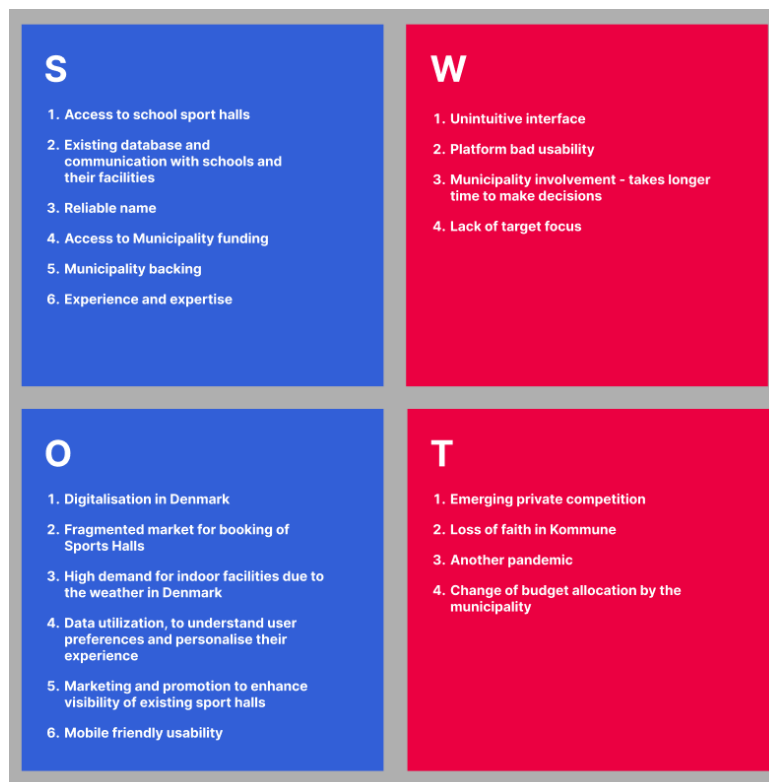 S
1. Access to school sport halls
2. Existing database and
communication with schools and
their facilities
3. Reliable name
4. Access to Municipality funding
5. Municipality backing
6. Experience and expertise
W
1. Unintuitive interface
2. Platform bad usability
3. Municipality involvement - takes longer
time to make decisions
4. Lack of target focus
O
1. Digitalisation in Denmark
2. Fragmented market for booking of
Sports Halls
3. High demand for indoor facilities due to
the weather in Denmark
4. Data utilization, to understand user
preferences and personalise their
experience
5. Marketing and promotion to enhance
visibility of existing sport halls
6. Mobile friendly usability
T
1. Emerging private competition
2. Loss of faith in Kommune
3. Another pandemic
4. Change of budget allocation by the
municipality